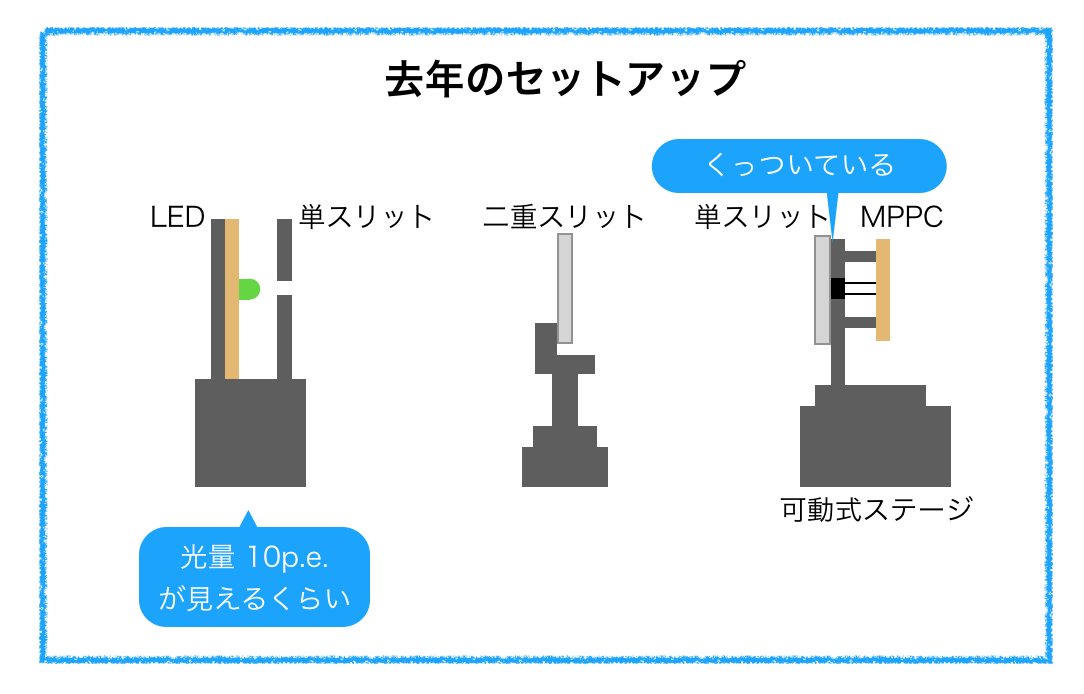 去年のセットアップ
くっついている
LED
単スリット
二重スリット
単スリット
MPPC
可動式ステージ
光量 10p.e.
が見えるくらい